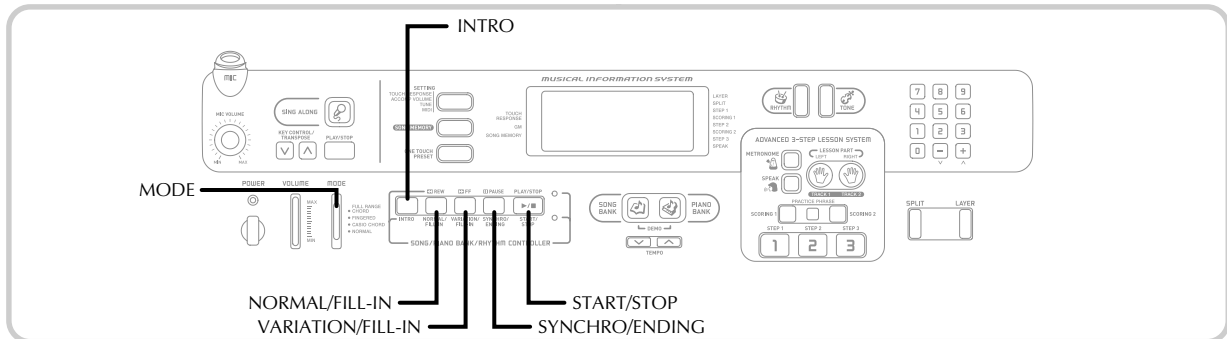 INTRO
MIC
MUSICAL INFORMATION SYSTEM
SETTING
TOUCH RESPONSE
ACCOMP VOLUME
TUNE
MIDI
SING ALONG
MIC VOLUME
MIN
MAX
KEY CONTROL/
TRANSPOSE
PLAY/STOP
SONG MEMORY
ONE TOUCH
PRESET
TOUCH
RESPONSE
GM
SONG MEMORY
LAYER
SPLIT
STEP 1
SCORING 1
STEP 2
SCORING 2
STEP 3
SPEAK
RHYTHM
TONE
7 8 9
4 5 6
1 2 3
0 - +
ADVANCED 3-STEP LESSON SYSTEM
METRONOME
SPEAK
LESSON PART
LEFT
RIGHT
TRACK 1
TRACK 2
PRACTICE PHRASE
SCORING 1
SCORING 2
STEP 1
STEP 2
STEP 3
1 2 3
MODE
POWER
VOLUME
MAX
MIN
MODE
FULL RANGE
CHORD
FINGERED
CASIO CHORD
NORMAL
REW
FF
PAUSE
PLAY/STOP
INTRO
NORMAL/
FILL-IN
VARIATION/
FILL-IN
SYNCHRO/
ENDING
START/
STOP
SONG/PIANO BANK/RHYTHM CONTROLLER
SONG
BANK
PIANO
BANK
DEMO
TEMPO
SPLIT
LAYER
NORMAL/FILL-IN
START/STOP
VARIATION/FILL-IN
SYNCHRO/ENDING